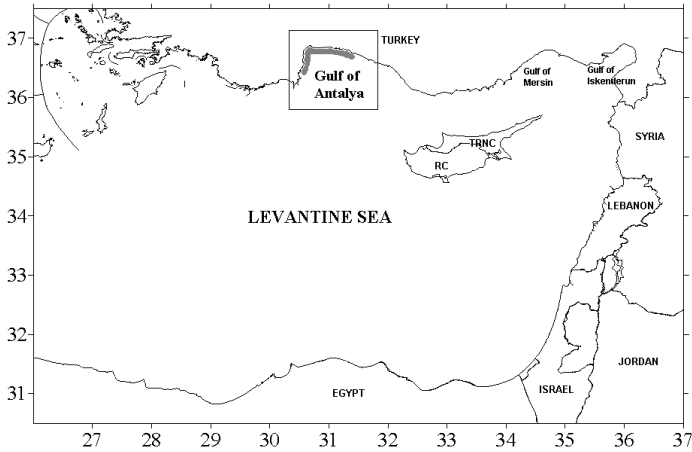 37
TURKEY
Gulf of
Antalya
Gulf of
Mersin
Gulf of
Iskenderun
36
SYRIA
TRNC
35
RC
LEBANON
34
LEVANTINE SEA
33
32
JORDAN
31
EGYPT
ISRAEL
27 28 29 30 31 32 33 34 35 36 37